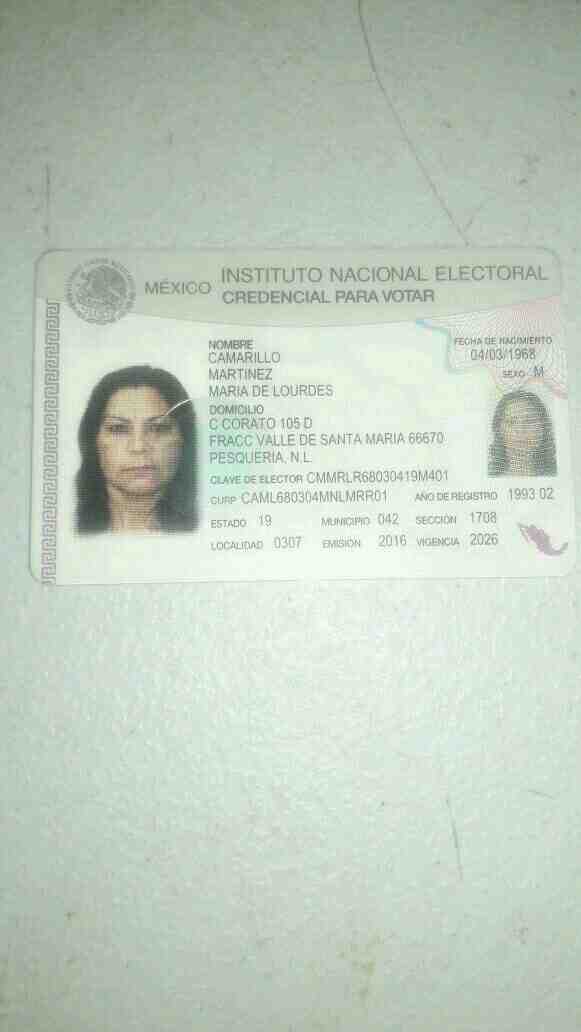 MÉXICO INSTITUTO NACIONAL ELECTORAL
CREDENCIAL PARA VOTAR
NOMBRE
CAMARILLO
MARTINEZ
MARIA DE LOURDES
FECHA DE NACIMIENTO
04/03/1968
SEXO M
DOMICILIO
C CORATO 105 D
FRACC VALLE DE SANTA MARIA 66670
PESQUERIA, N.L.
CLAVE DE ELECTOR CMMRLR68030419M401
CURP CAML680304MNLMRR01 AÑO DE REGISTRO 1993 02
ESTADO 19 MUNICIPIO 042 SECCIÓN 1708
LOCALIDAD 0307 EMISIÓN 2016 VIGENCIA 2026